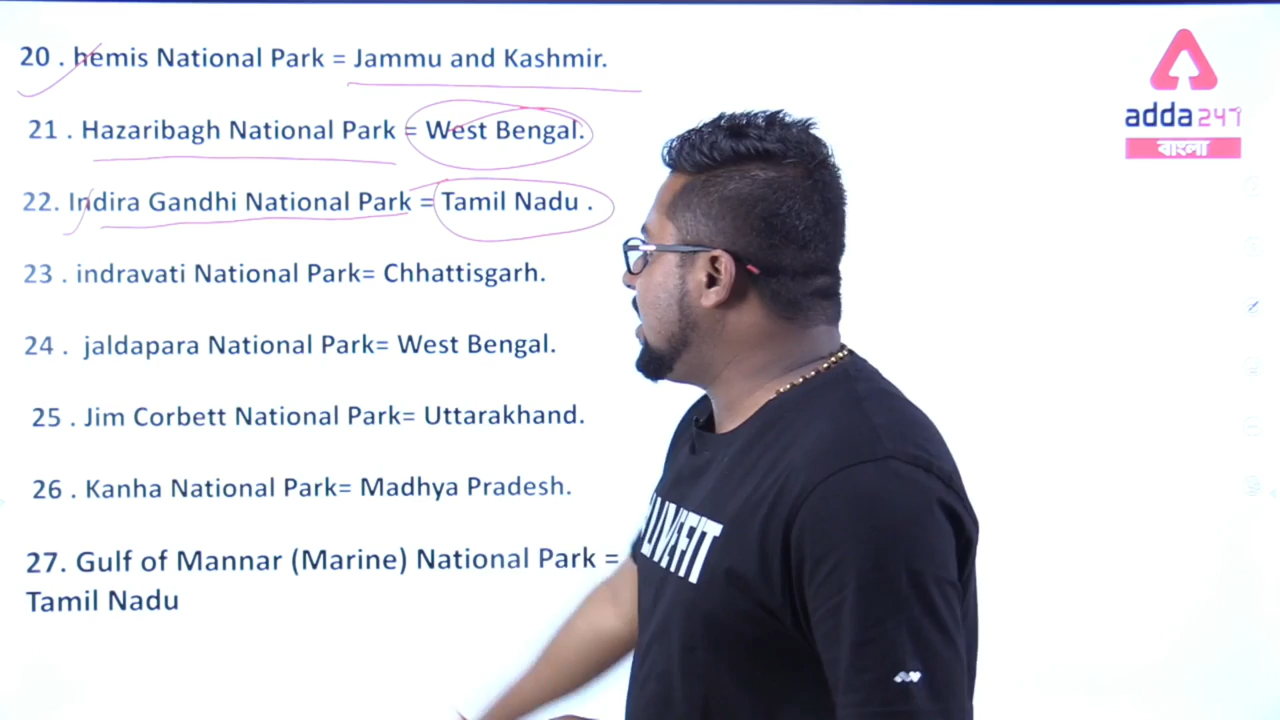 20 . hemis National Park = Jammu and Kashmir.
21 . Hazaribagh National Park = West Bengal.
22. Indira Gandhi National Park = Tamil Nadu .
23 . indravati National Park= Chhattisgarh.
24 . jaldapara National Park= West Bengal.
25 . Jim Corbett National Park= Uttarakhand.
26 . Kanha National Park= Madhya Pradesh.
27. Gulf of Mannar (Marine) National Park =
Tamil Nadu
adda247
বাংলা